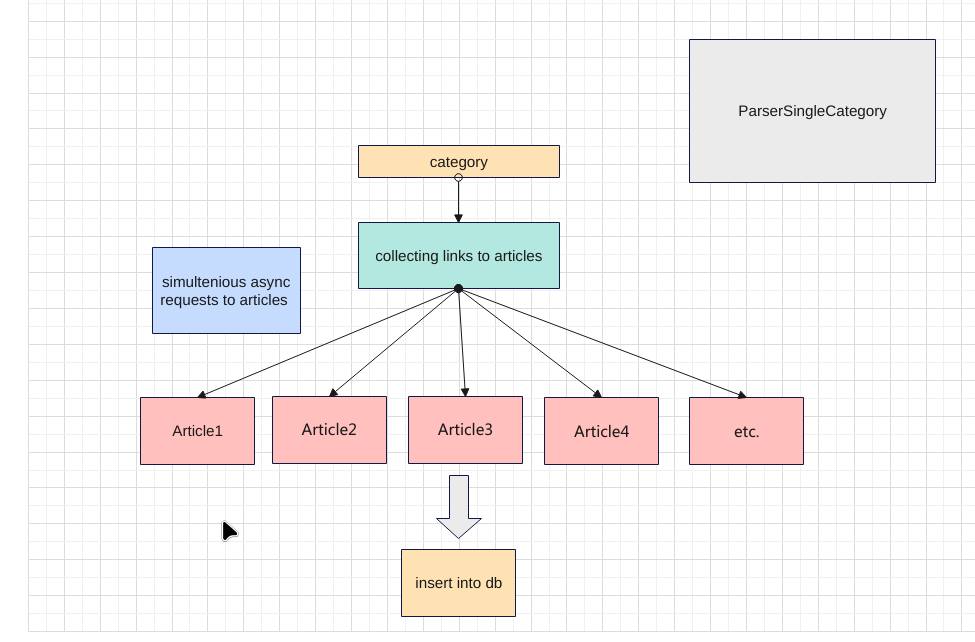 ParserSingleCategory
category
collecting links to articles
simultenious async
requests to articles
Article1
Article2
Article3
Article4
etc.
insert into db